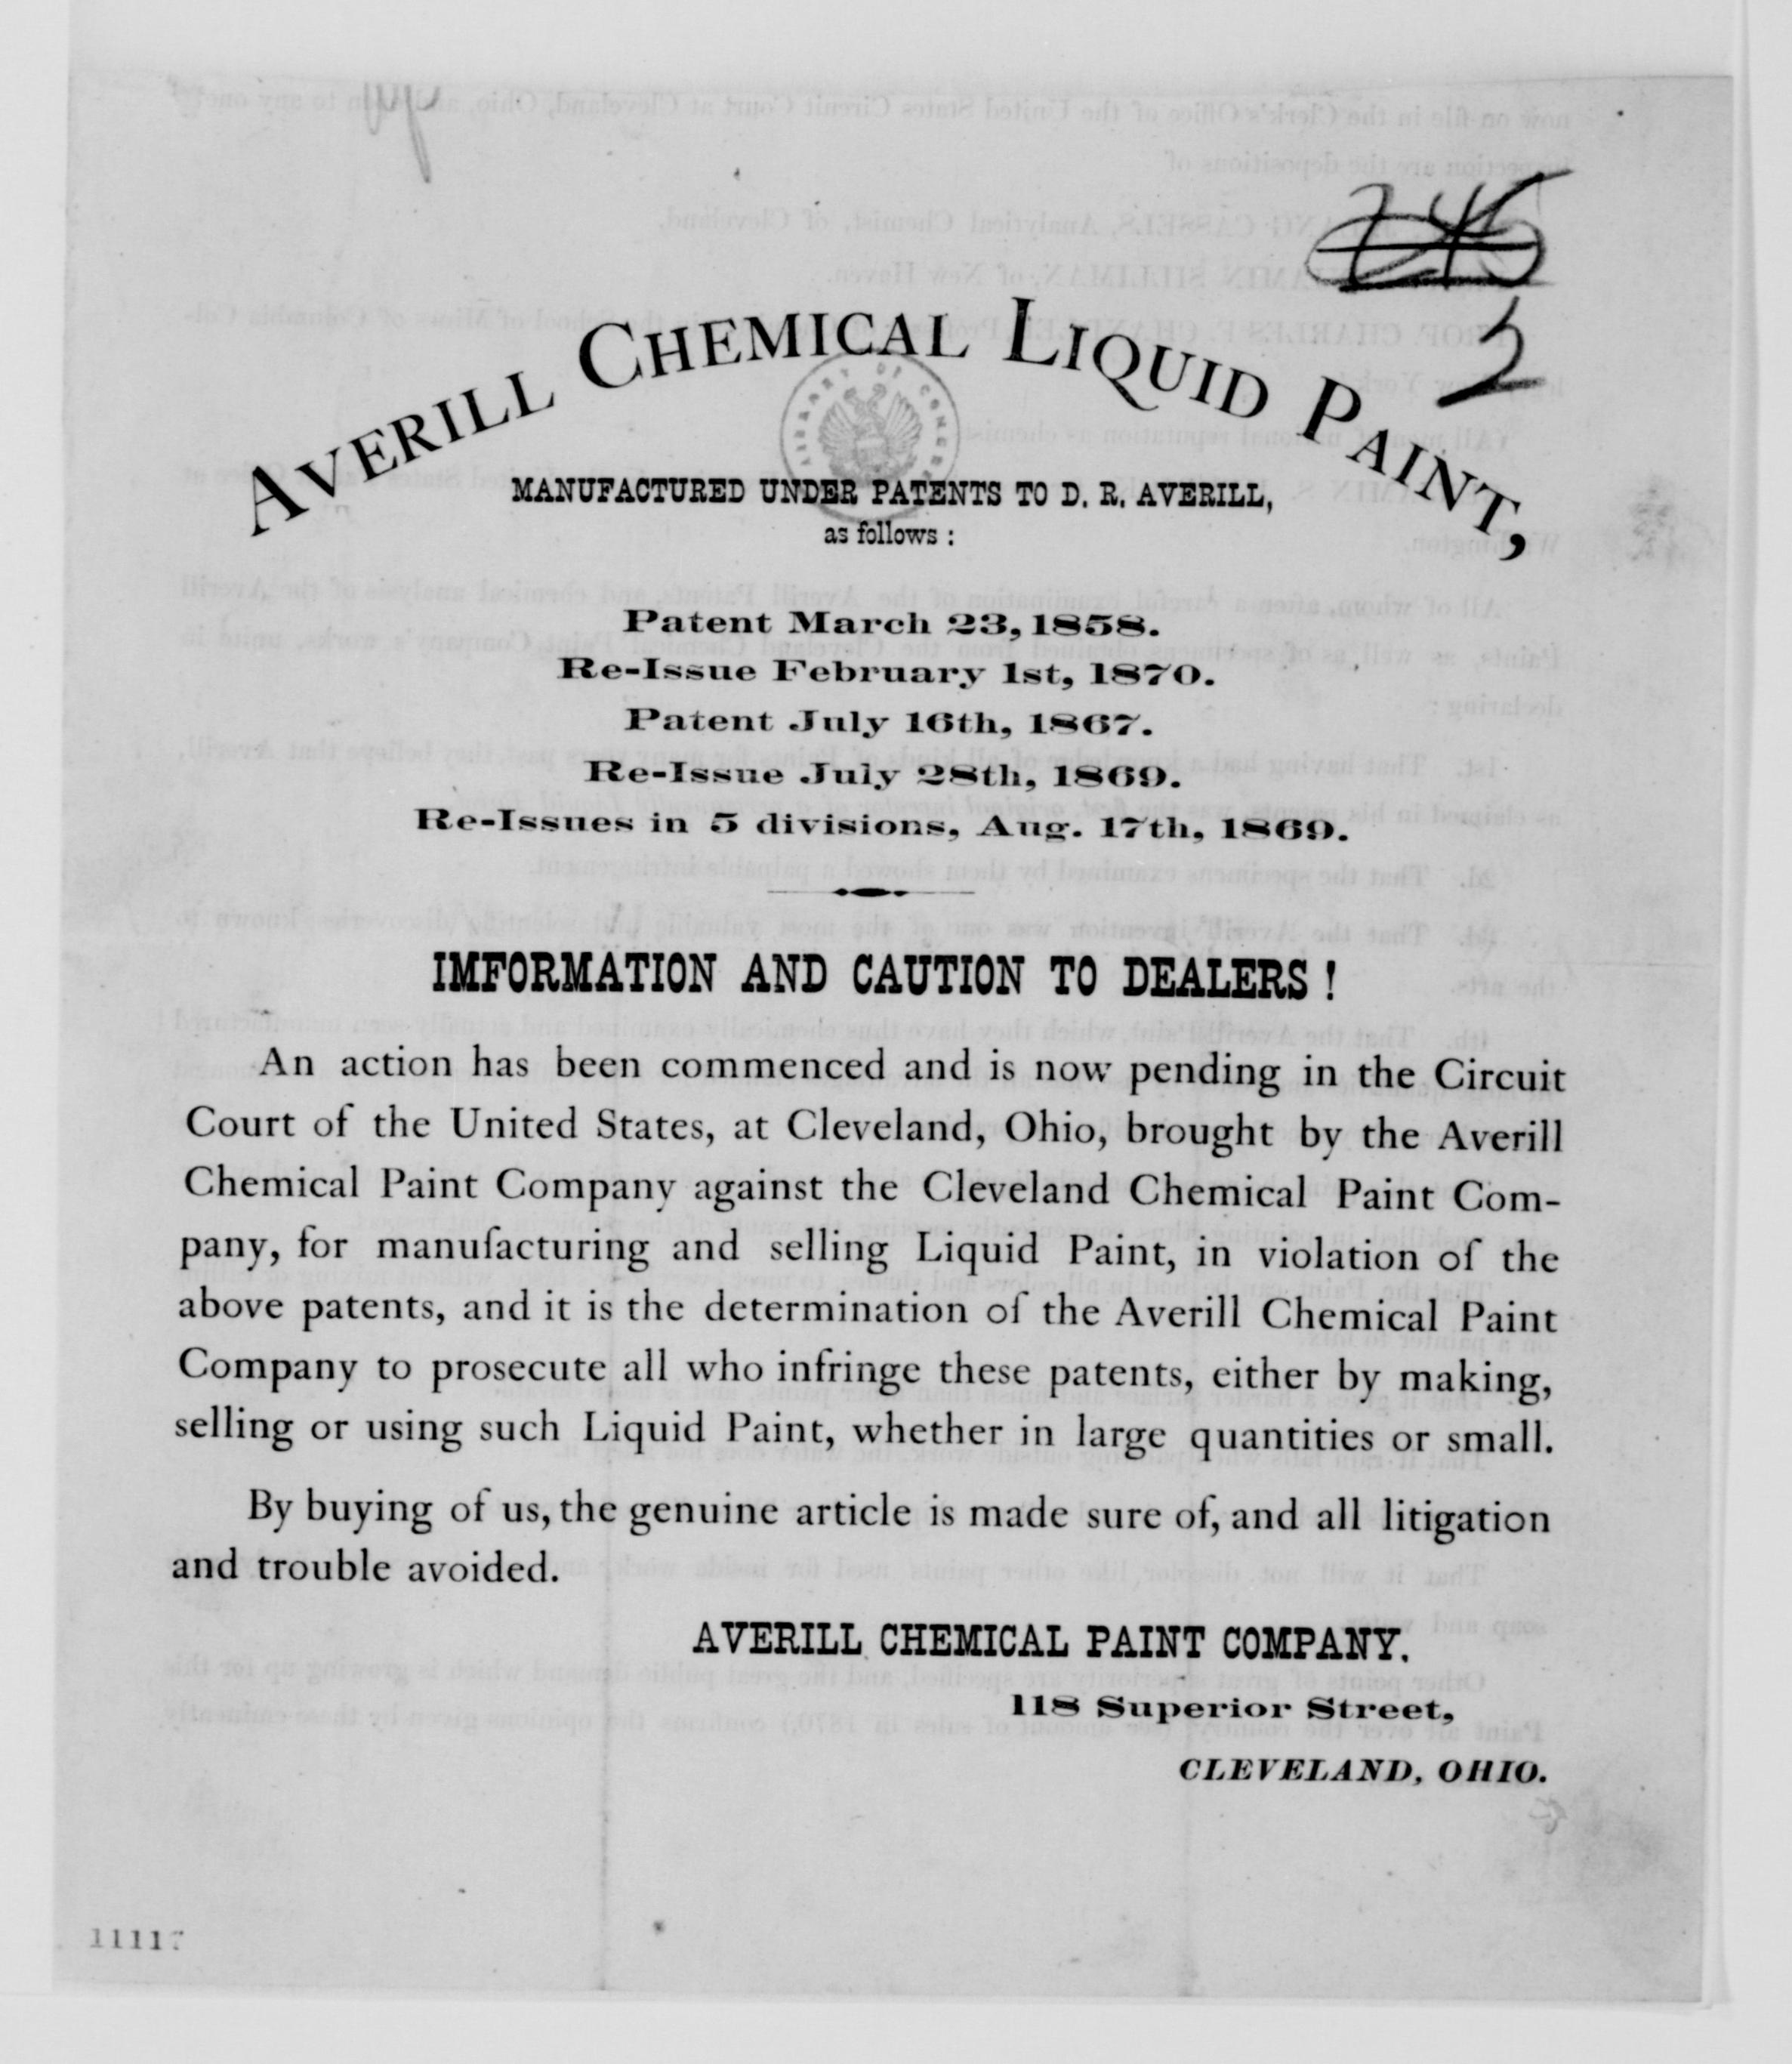 AVERILL CHEMICAL LIQUID PAINT,
LIBRARY OF CONGRESS
MANUFACTURED UNDER PATENTS TO D. R. AVERILL,
as follows :
Patent March 23, 1858.
Re-Issue February 1st, 1870.
Patent July 16th, 1867.
Re-Issue July 28th, 1869.
Re-Issues in 5 divisions, Aug. 17th, 1869.
IMFORMATION AND CAUTION TO DEALERS !
An action has been commenced and is now pending in the Circuit
Court of the United States, at Cleveland, Ohio, brought by the Averill
Chemical Paint Company against the Cleveland Chemical Paint Com-
pany, for manufacturing and selling Liquid Paint, in violation of the
above patents, and it is the determination of the Averill Chemical Paint
Company to prosecute all who infringe these patents, either by making,
selling or using such Liquid Paint, whether in large quantities or small.
By buying of us, the genuine article is made sure of, and all litigation
and trouble avoided.
AVERILL CHEMICAL PAINT COMPANY.
118 Superior Street,
CLEVELAND, OHIO.
11117